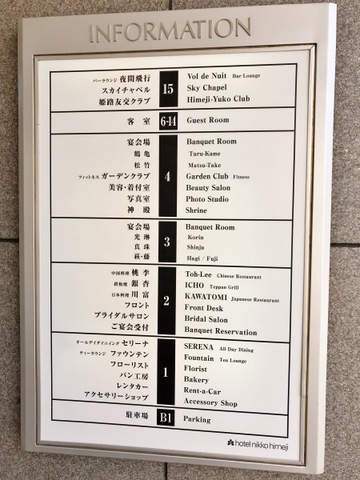 INFORMATION
バーラウンジ 夜間飛行 15 Vol de Nuit Bar Lounge
スカイチャペル Sky Chapel
姫路友交クラブ Himeji-Yuko Club
客室 6-14 Guest Room
宴会場 4 Banquet Room
鶴亀 Turu-Kame
松竹 Matsu-Take
フィットネス ガーデンクラブ Garden Club Fitness
美容・着付室 Beauty Salon
写真室 Photo Studio
神殿 Shrine
宴会場 3 Banquet Room
光琳 Korin
真珠 Shinju
萩・藤 Hagi / Fuji
中国料理 桃李 2 Toh-Lee Chinese Restaurant
鉄板焼 銀杏 ICHO Teppan Grill
日本料理 川富 KAWATOMI Japanese Restaurant
フロント Front Desk
ブライダルサロン Bridal Salon
ご宴会受付 Banquet Reservation
オールデイダイニング セリーナ 1 SERENA All Day Dining
ティーラウンジ ファウンテン Fountain Tea Lounge
フローリスト Florist
パン工房 Bakery
レンタカー Rent-a-Car
アクセサリーショップ Accessory Shop
駐車場 B1 Parking
hotel nikko himeji